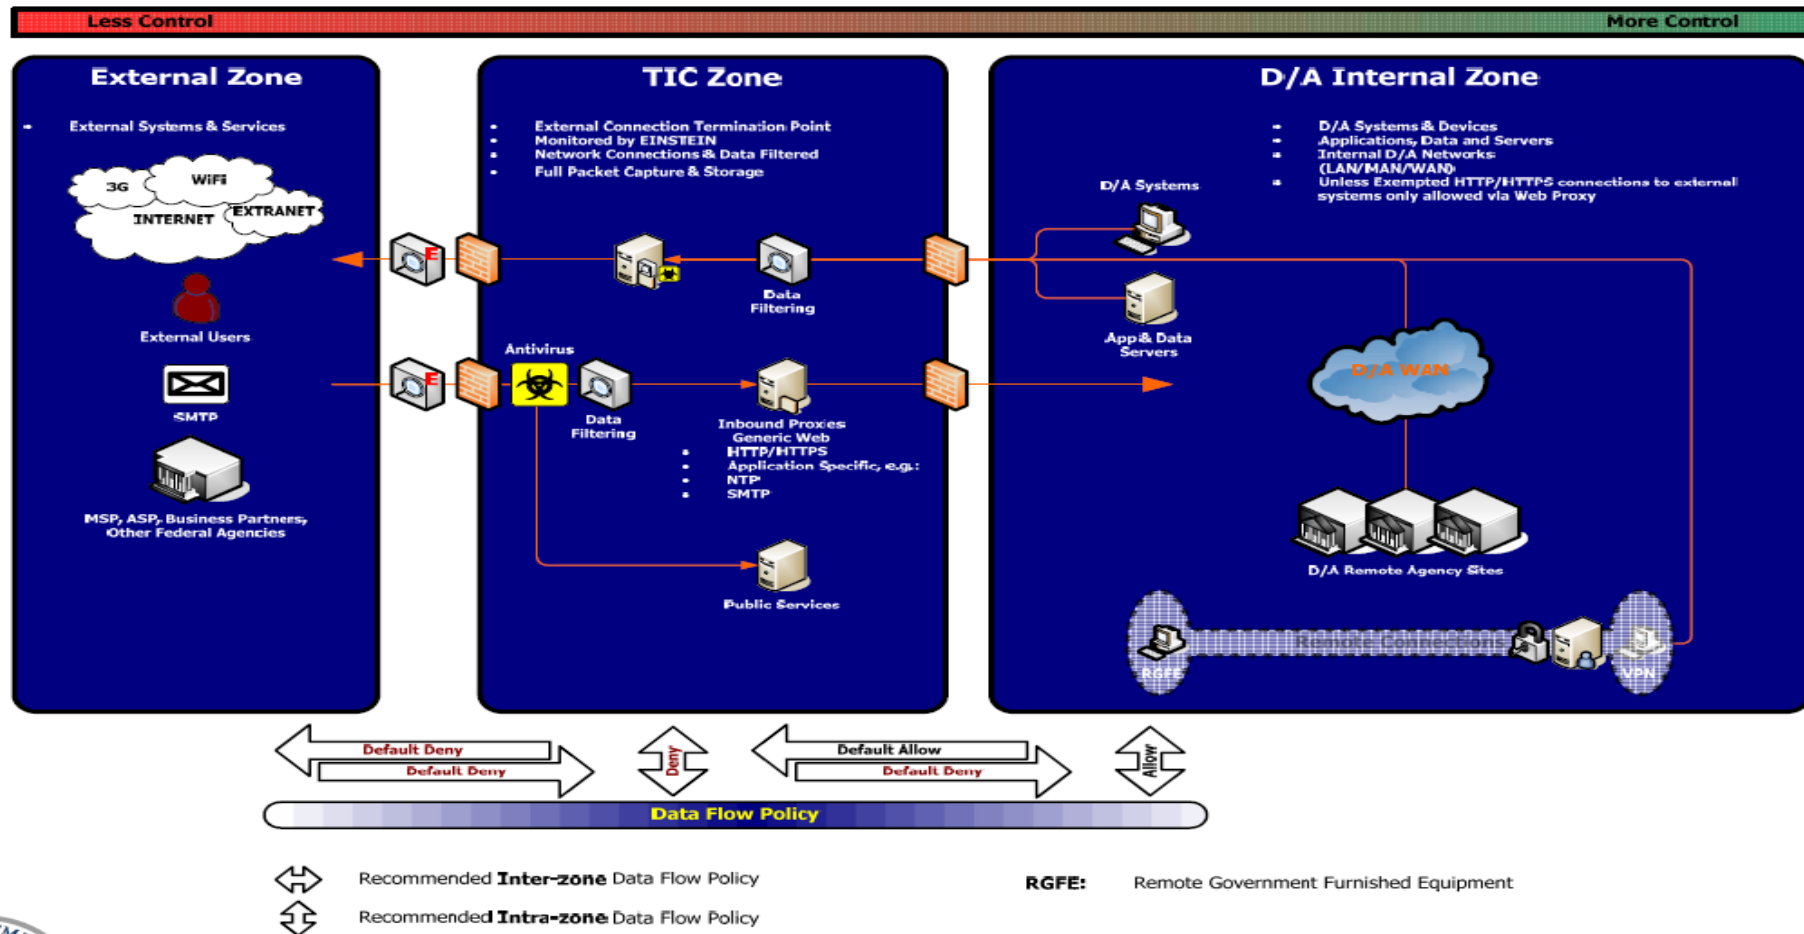 Less Control
More Control
External Zone
External Systems & Services
3G
WiFi
INTERNET
EXTRANET
External Users
SMTP
MSP, ASP, Business Partners,
Other Federal Agencies
E
E
TIC Zone
External Connection Termination Point
Monitored by EINSTEIN
Network Connections & Data Filtered
Full Packet Capture & Storage
Data
Filtering
Antivirus
Data
Filtering
Inbound Proxies
Generic Web
HTTP/HTTPS
Application Specific, e.g.:
NTP
SMTP
Public Services
D/A Internal Zone
D/A Systems & Devices
Applications, Data and Servers
Internal D/A Networks
(LAN/MAN/WAN)
Unless Exempted HTTP/HTTPS connections to external
systems only allowed via Web Proxy
D/A Systems
App & Data
Servers
D/A WAN
D/A Remote Agency Sites
Remote Connections
RGFE
VPN
Default Deny
Default Deny
Deny
Default Allow
Default Deny
Allow
Data Flow Policy
Recommended Inter-zone Data Flow Policy
Recommended Intra-zone Data Flow Policy
RGFE: Remote Government Furnished Equipment